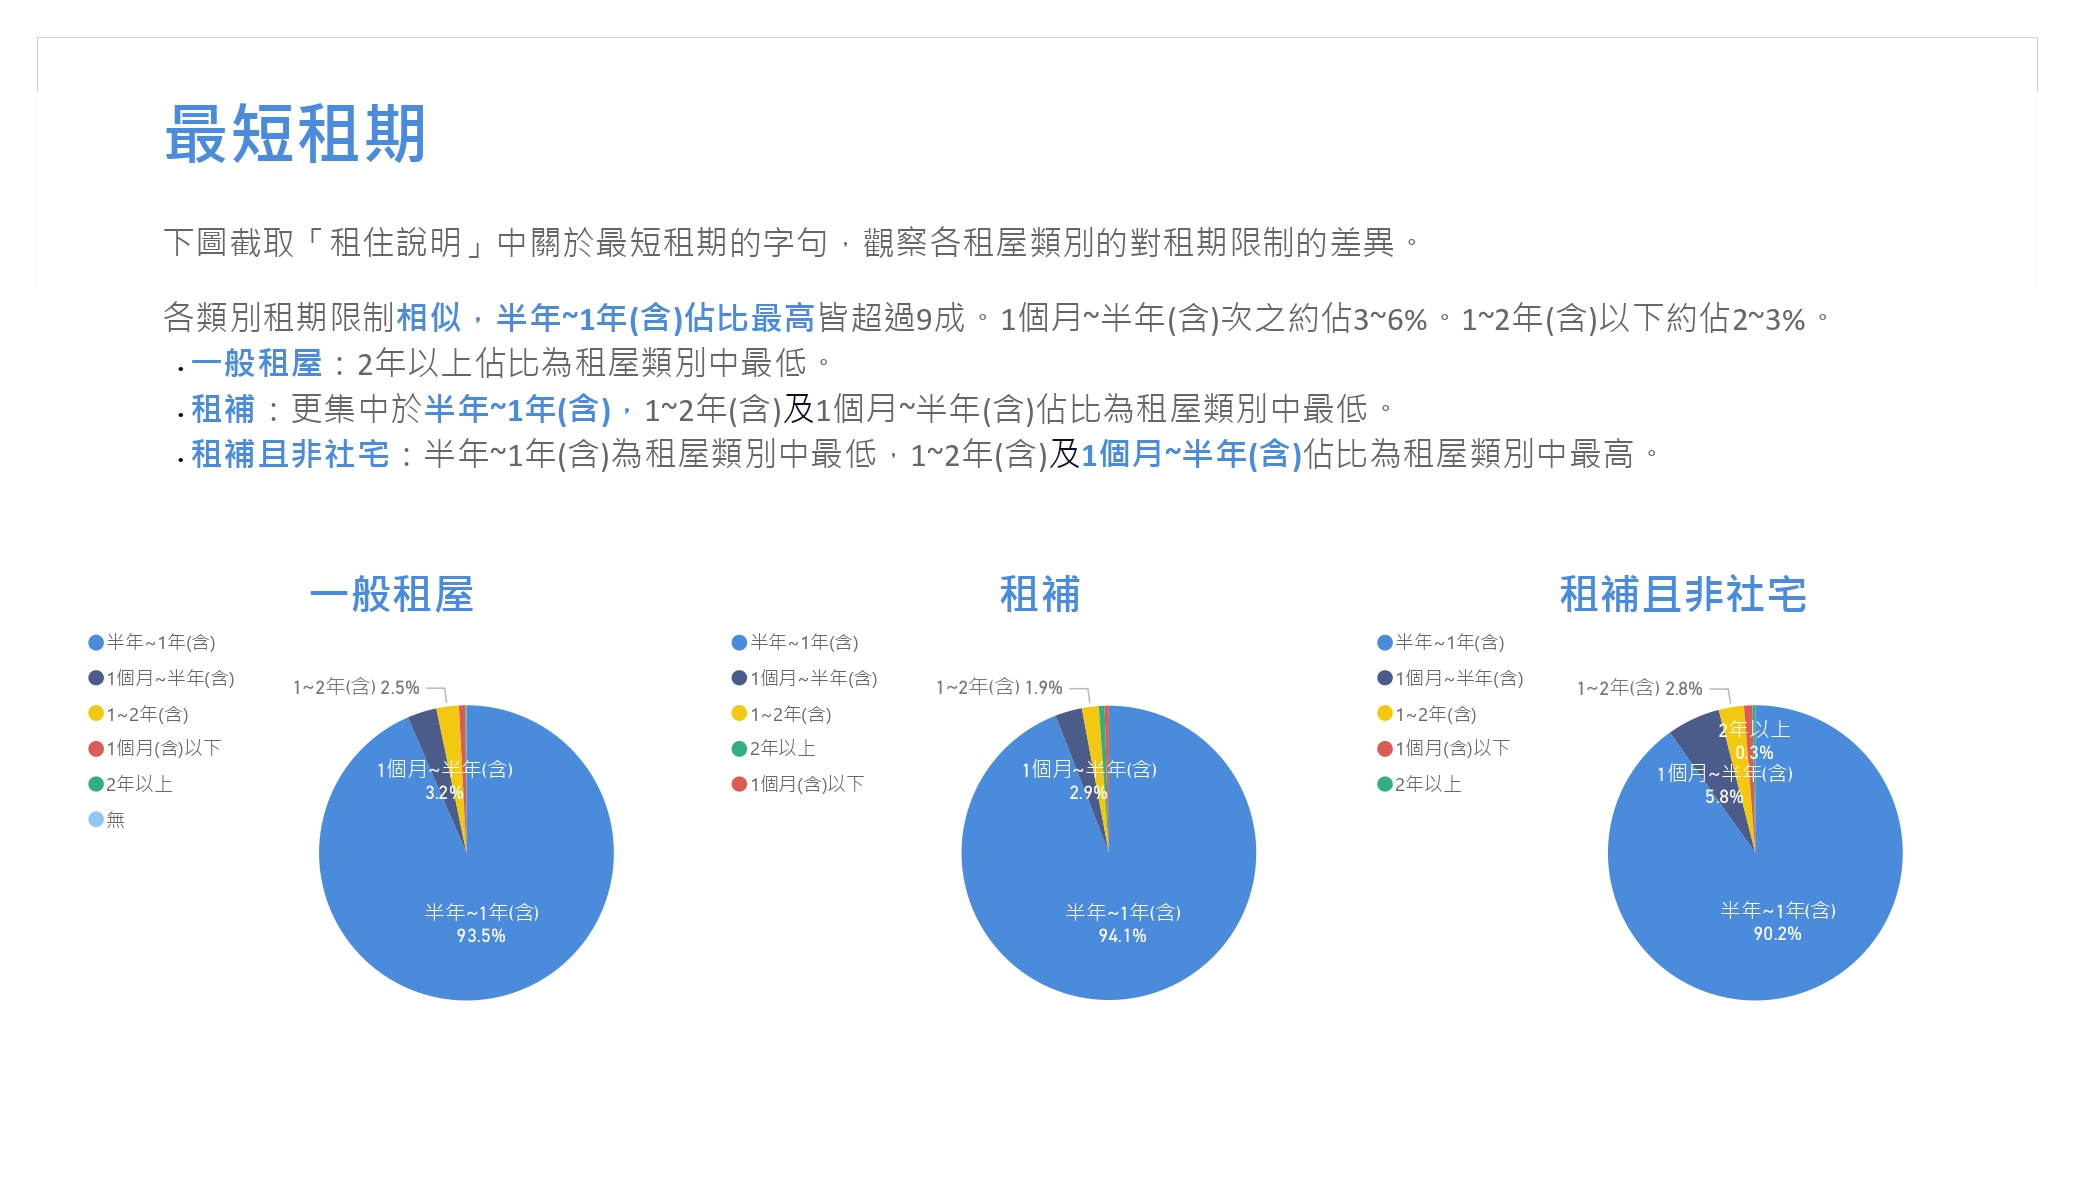 最短租期
下圖截取「租住說明」中關於最短租期的字句，觀察各租屋類別的對租期限制的差異。
各類別租期限制相似，半年~1年(含)佔比最高皆超過9成。1個月~半年(含)次之約佔3~6%。1~2年(含)以下約佔2~3%。
• 一般租屋：2年以上佔比為租屋類別中最低。
• 租補：更集中於半年~1年(含)，1~2年(含)及1個月~半年(含)佔比為租屋類別中最低。
• 租補且非社宅：半年~1年(含)為租屋類別中最低，1~2年(含)及1個月~半年(含)佔比為租屋類別中最高。
一般租屋
半年~1年(含)
1個月~半年(含)
1~2年(含)
1個月(含)以下
2年以上
無
1~2年(含) 2.5%
1個月~半年(含)
3.2%
半年~1年(含)
93.5%
租補
半年~1年(含)
1個月~半年(含)
1~2年(含)
2年以上
1個月(含)以下
1~2年(含) 1.9%
1個月~半年(含)
2.9%
半年~1年(含)
94.1%
租補且非社宅
半年~1年(含)
1個月~半年(含)
1~2年(含)
1個月(含)以下
2年以上
1~2年(含) 2.8%
2年以上
0.3%
1個月~半年(含)
5.8%
半年~1年(含)
90.2%